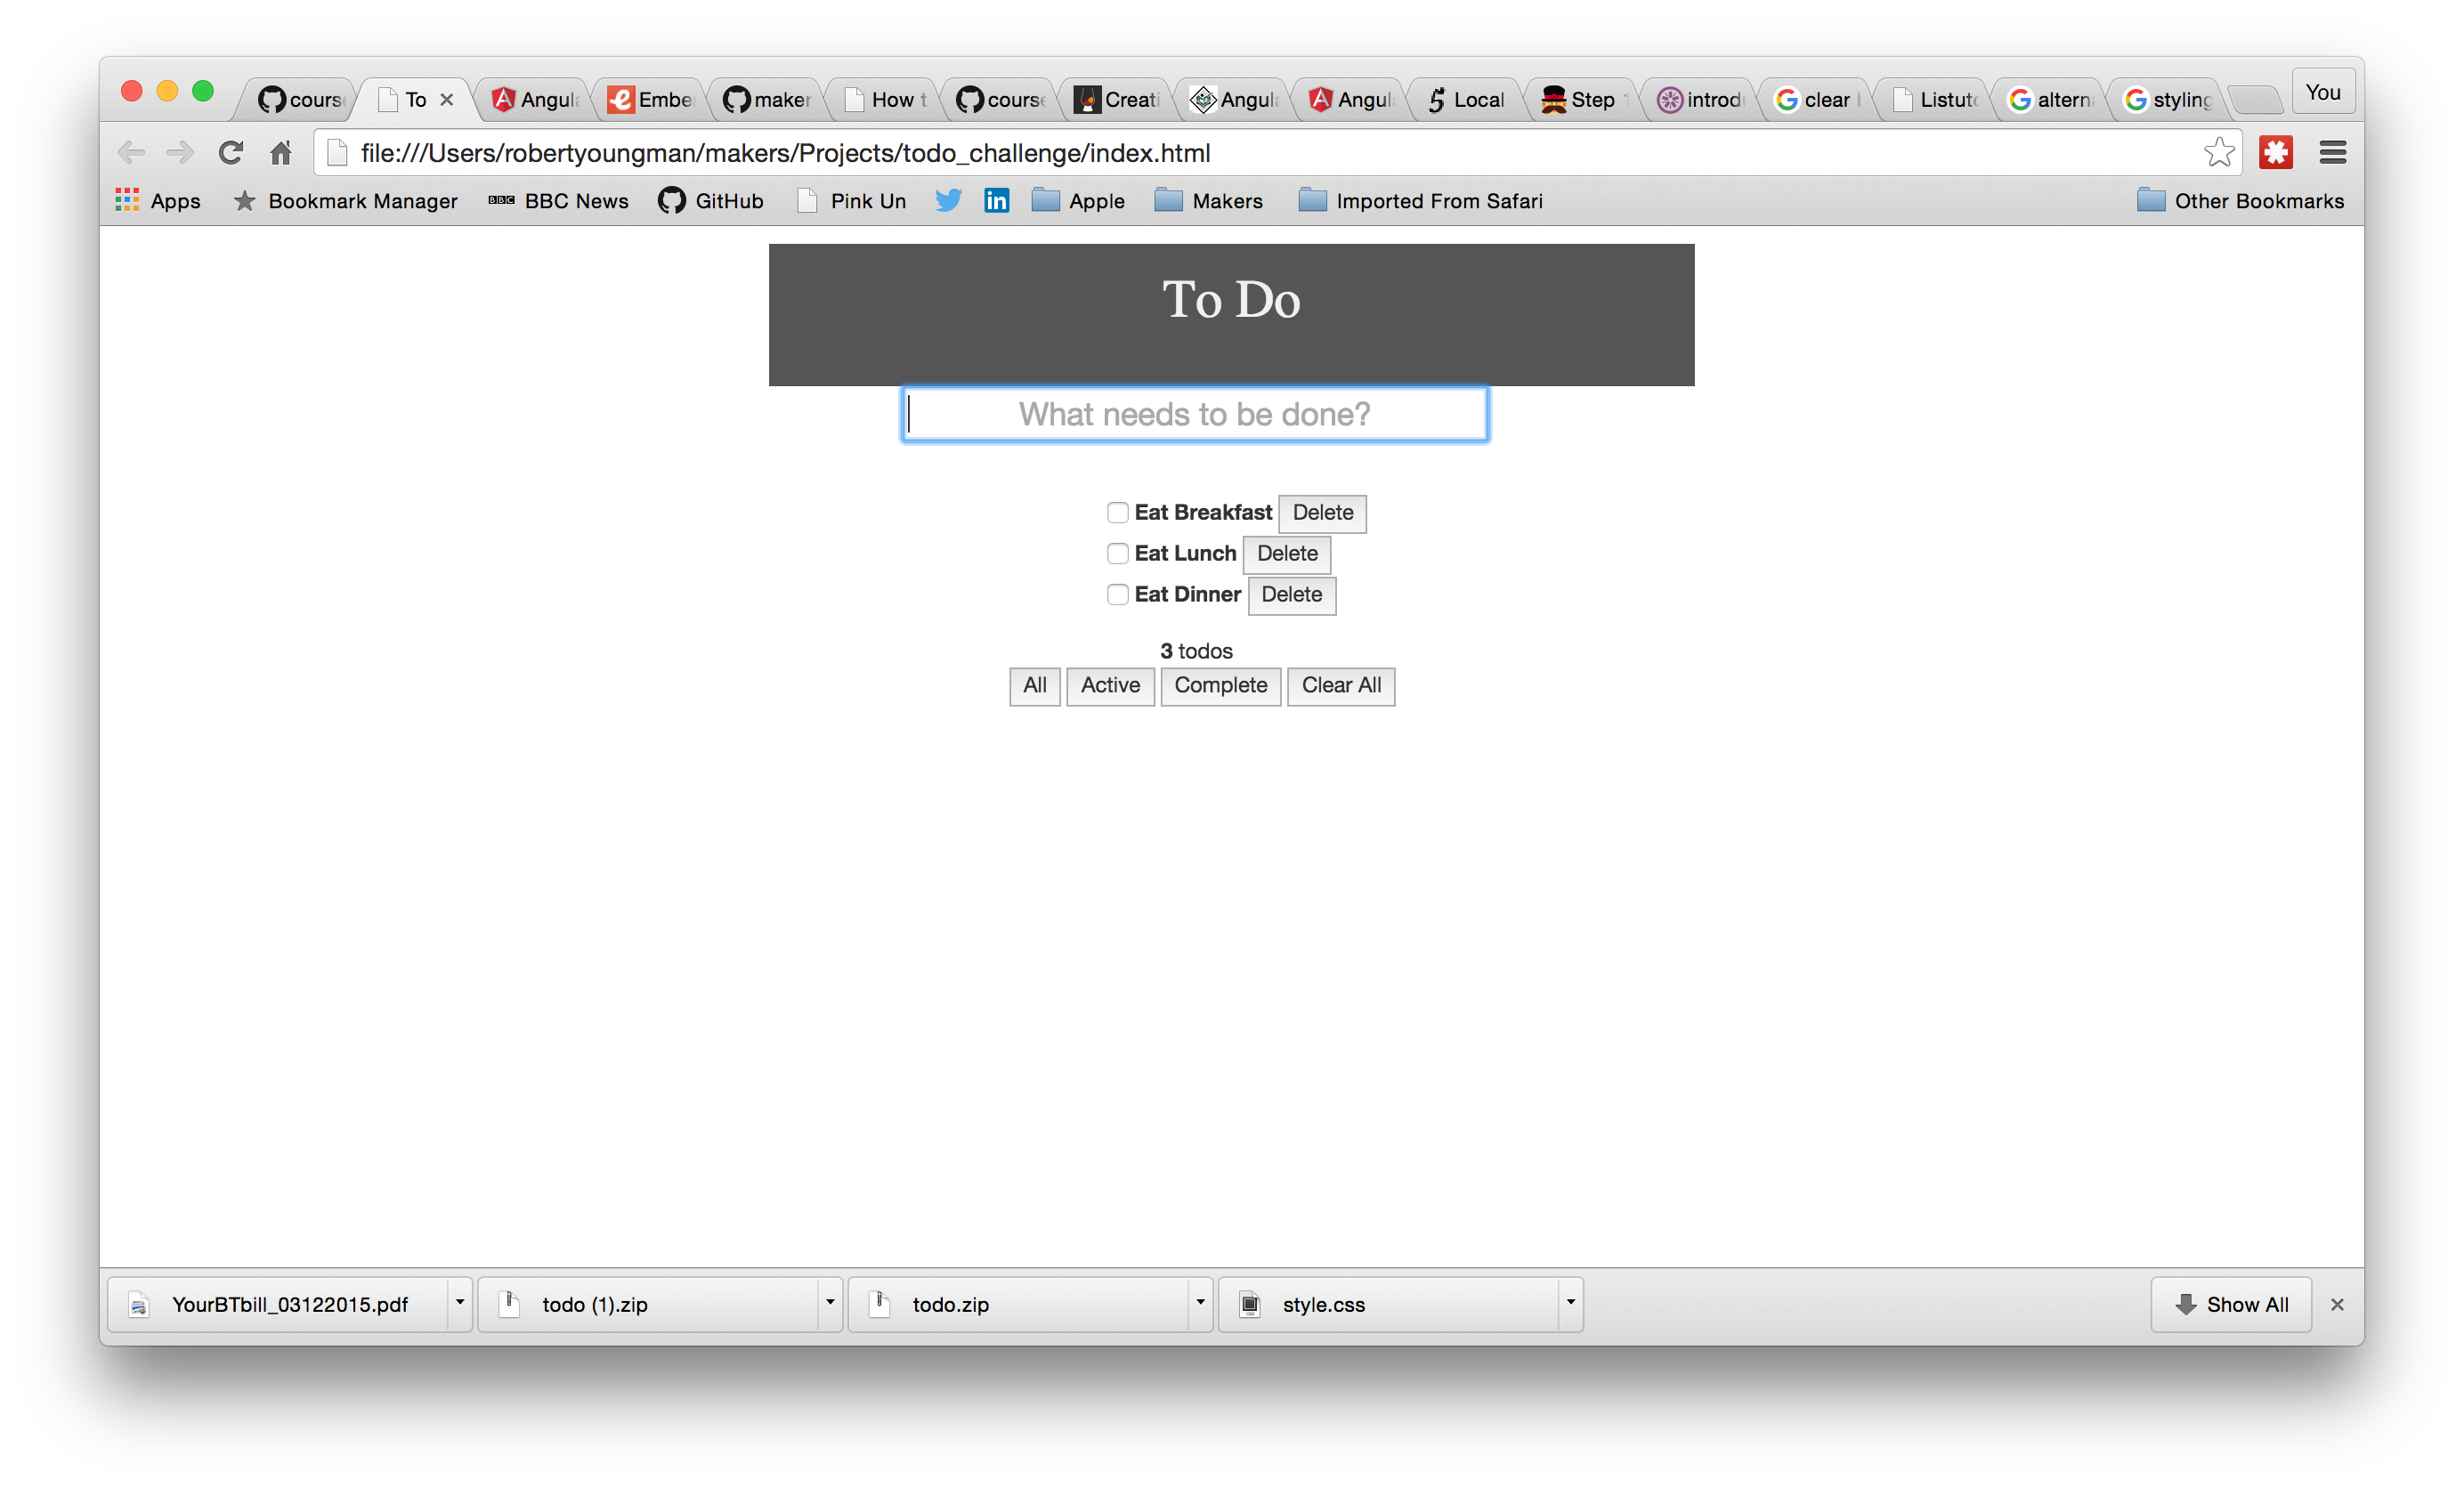 cours To Angul Embe maker How t cours Creati Angul Angul Local Step introd clear Listut altern styling You
file:///Users/robertyoungman/makers/Projects/todo_challenge/index.html
Apps Bookmark Manager BBC BBC News GitHub Pink Un in Apple Makers Imported From Safari Other Bookmarks
To Do
What needs to be done?
Eat Breakfast Delete
Eat Lunch Delete
Eat Dinner Delete
3 todos
All Active Complete Clear All
YourBTbill_03122015.pdf todo (1).zip todo.zip style.css Show All